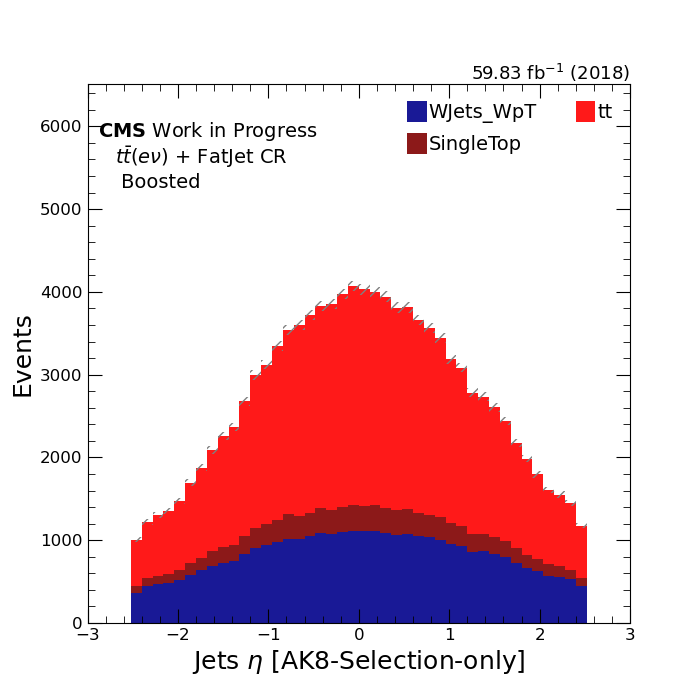 59.83 fb⁻¹ (2018)
WJets_WpT tt
SingleTop
CMS Work in Progress
tt̄(eν) + FatJet CR
Boosted
6000
5000
4000
3000
2000
1000
0
Events
−3 −2 −1 0 1 2 3
Jets η [AK8-Selection-only]